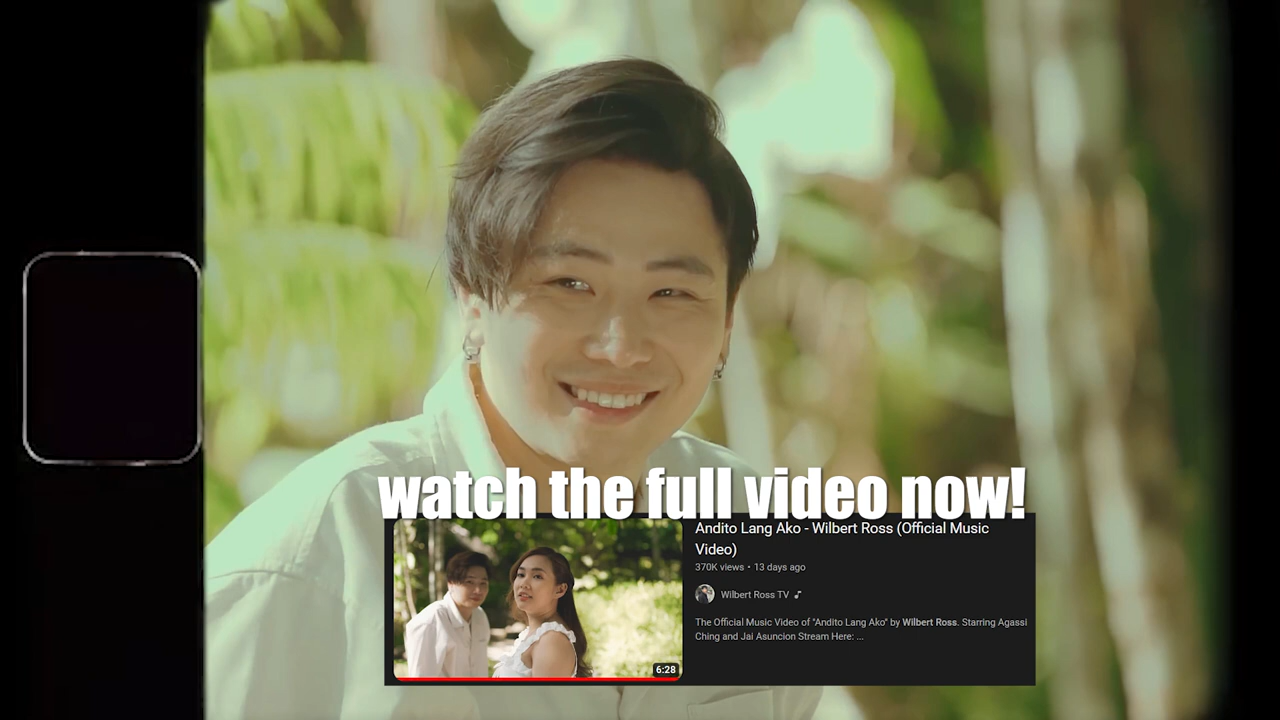 watch the full video now!
Andito Lang Ako - Wilbert Ross (Official Music
Video)
370K views • 13 days ago
Wilbert Ross TV
The Official Music Video of "Andito Lang Ako" by Wilbert Ross. Starring Agassi
Ching and Jai Asuncion Stream Here: ...
6:28